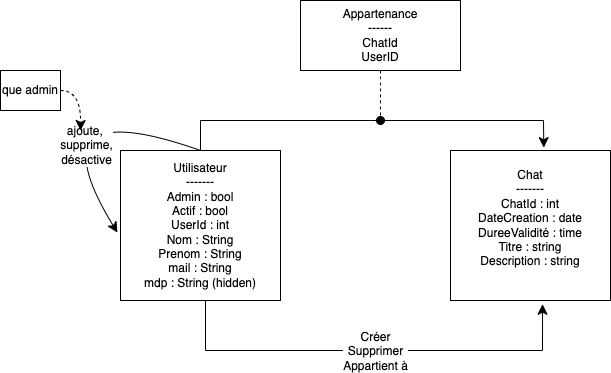 Appartenance
------
ChatId
UserID
que admin
ajoute,
supprime,
désactive
Utilisateur
-------
Admin : bool
Actif : bool
UserId : int
Nom : String
Prenom : String
mail : String
mdp : String (hidden)
Chat
-------
ChatId : int
DateCreation : date
DureeValidité : time
Titre : string
Description : string
Créer
Supprimer
Appartient à